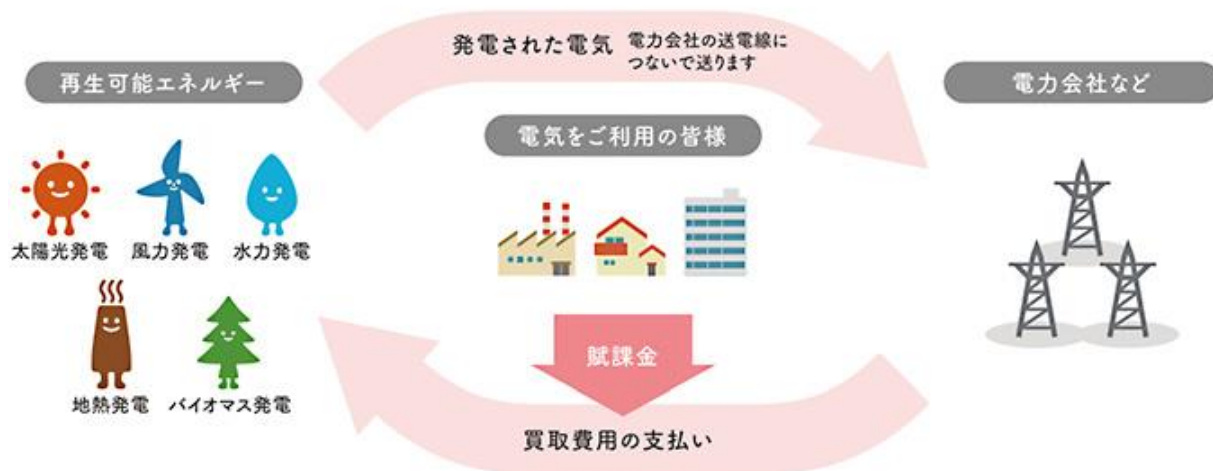 発電された電気 電力会社の送電線に
つないで送ります
再生可能エネルギー
電力会社など
電気をご利用の皆様
太陽光発電 風力発電 水力発電
地熱発電 バイオマス発電
賦課金
買取費用の支払い